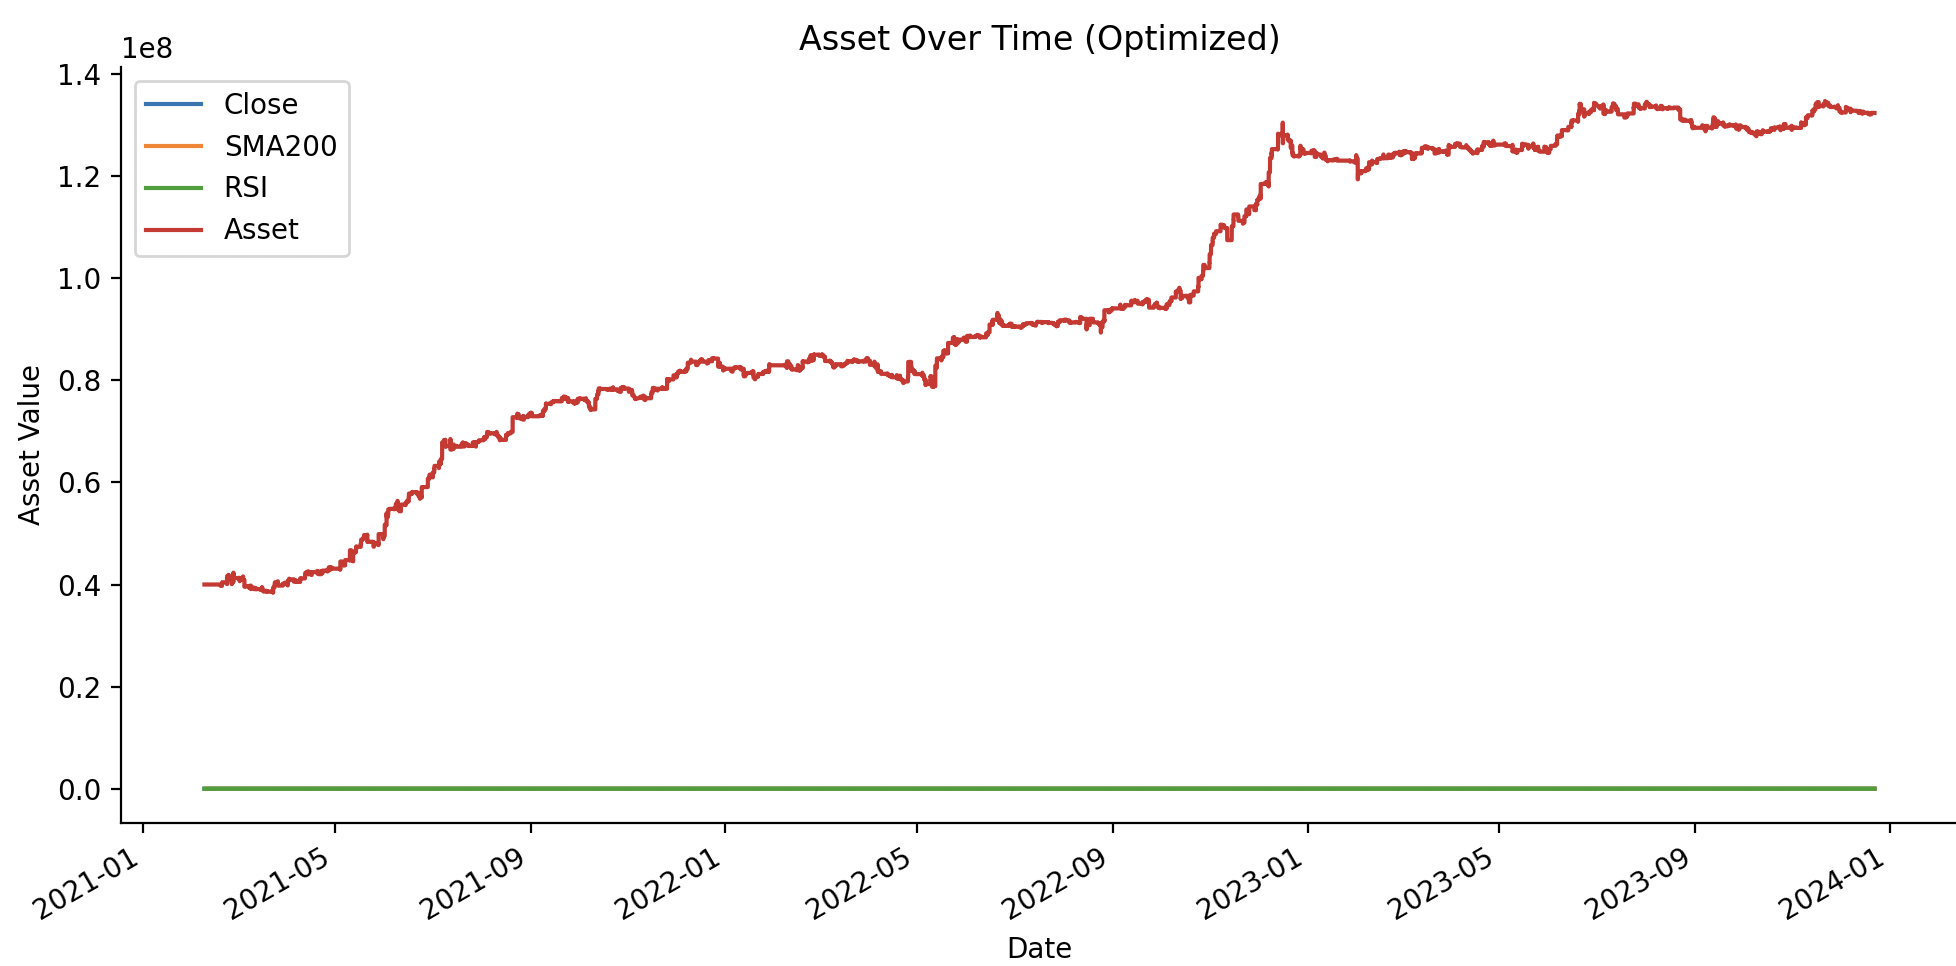 Asset Over Time (Optimized)
1e8
1.4
1.2
1.0
0.8
0.6
0.4
0.2
0.0
Asset Value
Close
SMA200
RSI
Asset
2021-01
2021-05
2021-09
2022-01
2022-05
2022-09
2023-01
2023-05
2023-09
2024-01
Date